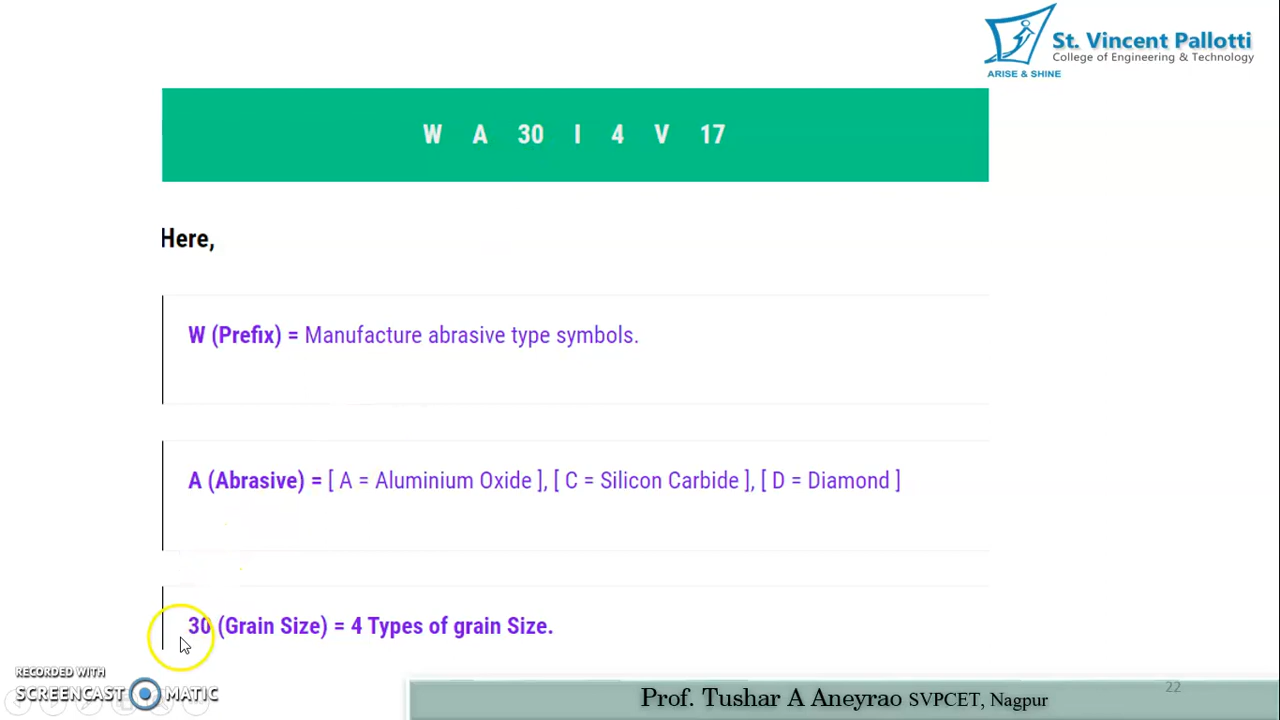 St. Vincent Pallotti
College of Engineering & Technology
ARISE & SHINE
W A 30 I 4 V 17
Here,
W (Prefix) = Manufacture abrasive type symbols.
A (Abrasive) = [ A = Aluminium Oxide ], [ C = Silicon Carbide ], [ D = Diamond ]
30 (Grain Size) = 4 Types of grain Size.
RECORDED WITH
SCREENCAST MATIC
22
Prof. Tushar A Aneyrao SVPCET, Nagpur